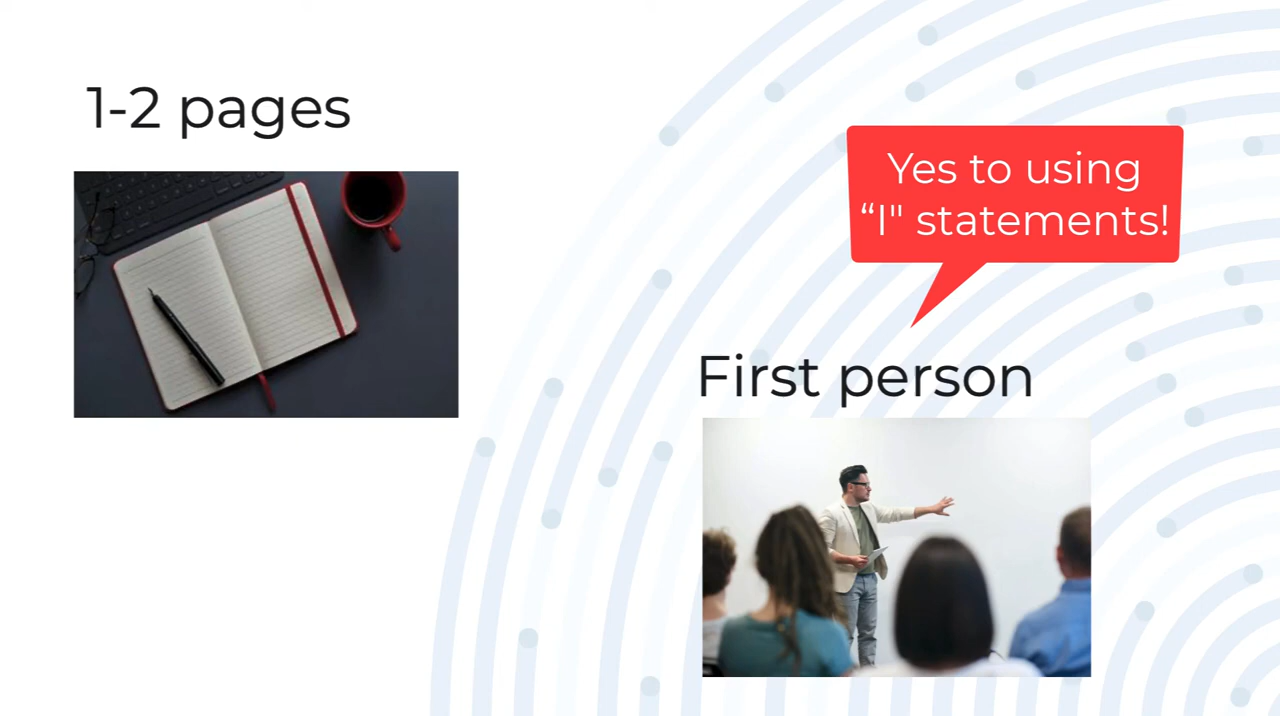 1-2 pages
Yes to using
“I" statements!
First person